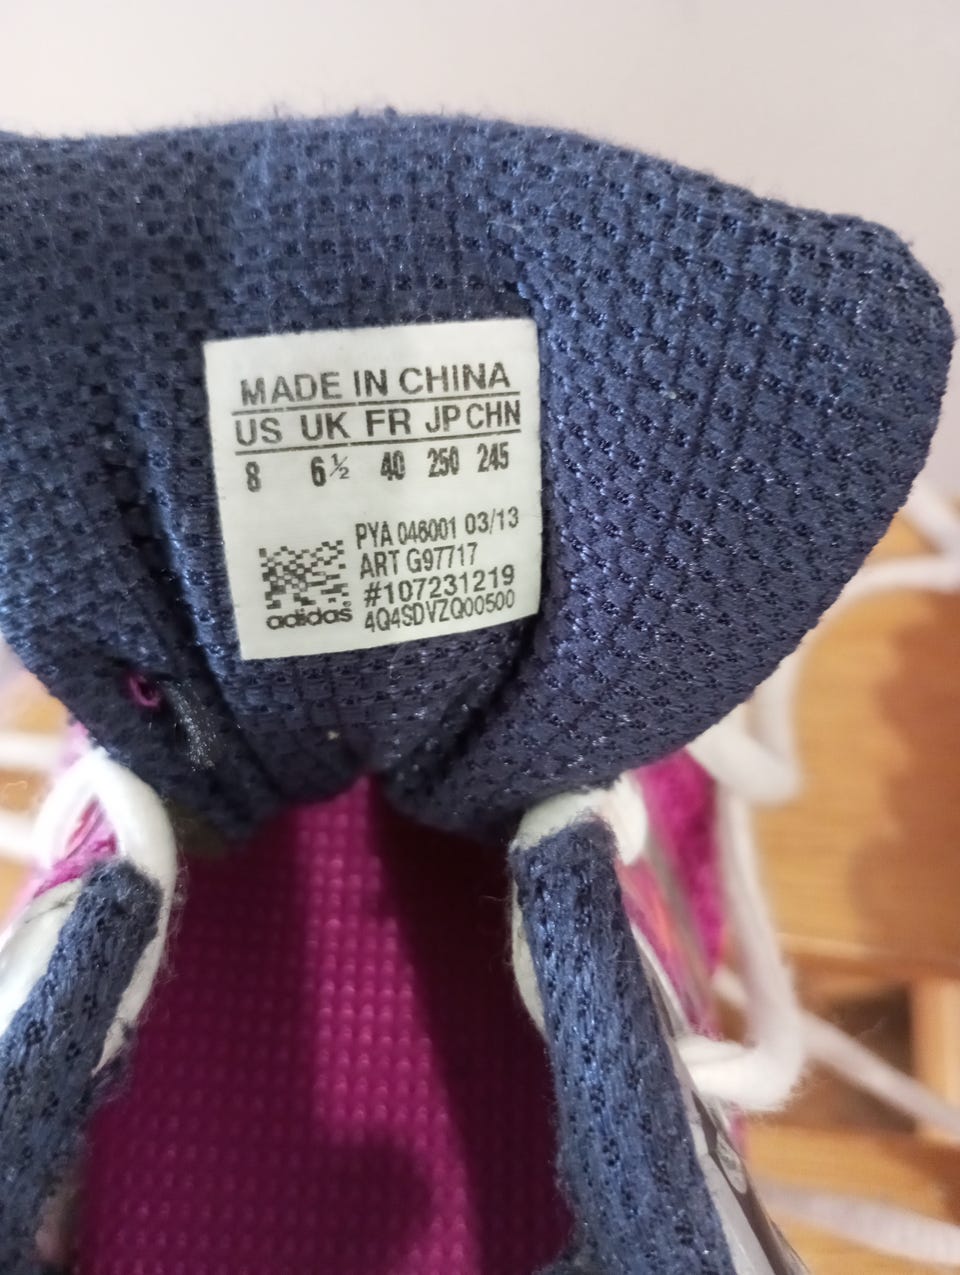 MADE IN CHINA
US UK FR JP CHN
8 6½ 40 250 245
PYA 046001 03/13
ART G97717
#107231219
adidas 4Q4SDVZQ00500